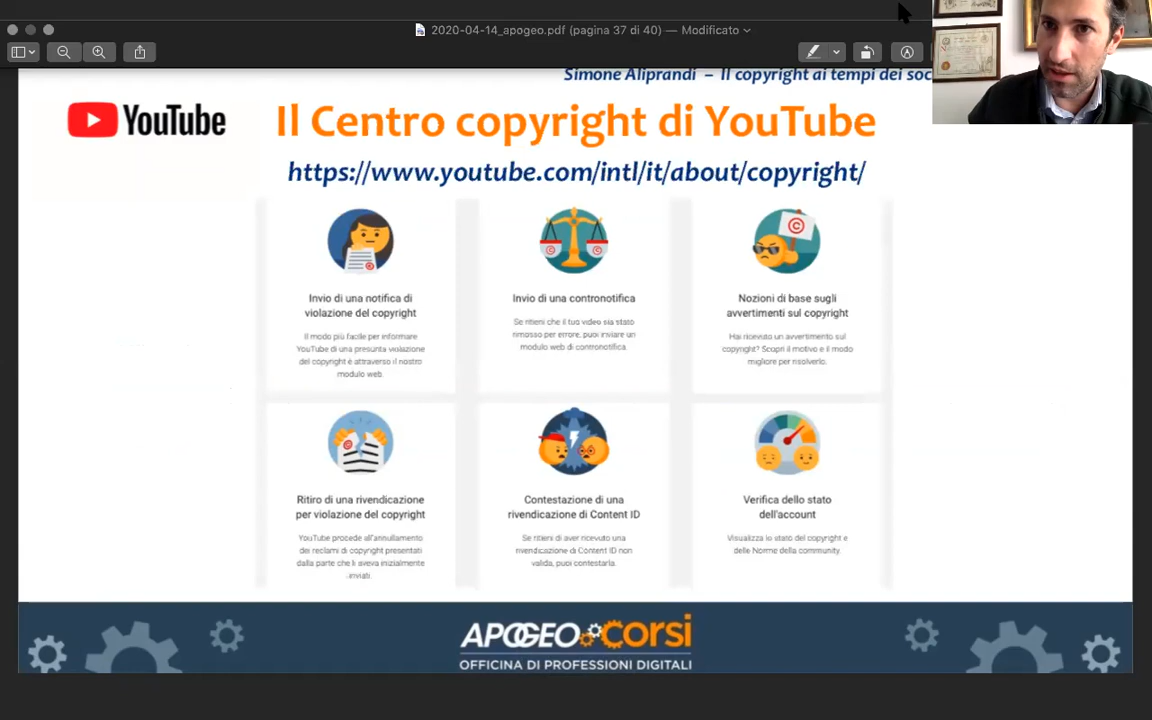 2020-04-14_apogeo.pdf (pagina 37 di 40) — Modificato
Simone Aliprandi – Il copyright ai tempi dei
YouTube
Il Centro copyright di YouTube
https://www.youtube.com/intl/it/about/copyright/
Invio di una notifica di
violazione del copyright
Il modo più facile per informare
YouTube di una presunta violazione
del copyright è attraverso il nostro
modulo web.
Invio di una contronotifica
Se ritieni che il tuo video sia stato
rimosso per errore, puoi inviare un
modulo web di contronotifica.
Nozioni di base sugli
avvertimenti sul copyright
Hai ricevuto un avvertimento sul
copyright? Scopri il motivo e il modo
migliore per risolverlo.
Ritiro di una rivendicazione
per violazione del copyright
YouTube procede all'annullamento
dei reclami di copyright presentati
dalla parte che li aveva inizialmente
inviati.
Contestazione di una
rivendicazione di Content ID
Se ritieni di aver ricevuto una
rivendicazione di Content ID non
valida, puoi contestarla.
Verifica dello stato
dell'account
Visualizza lo stato del copyright e
delle Norme della community.
APOGEO CORSI
OFFICINA DI PROFESSIONI DIGITALI